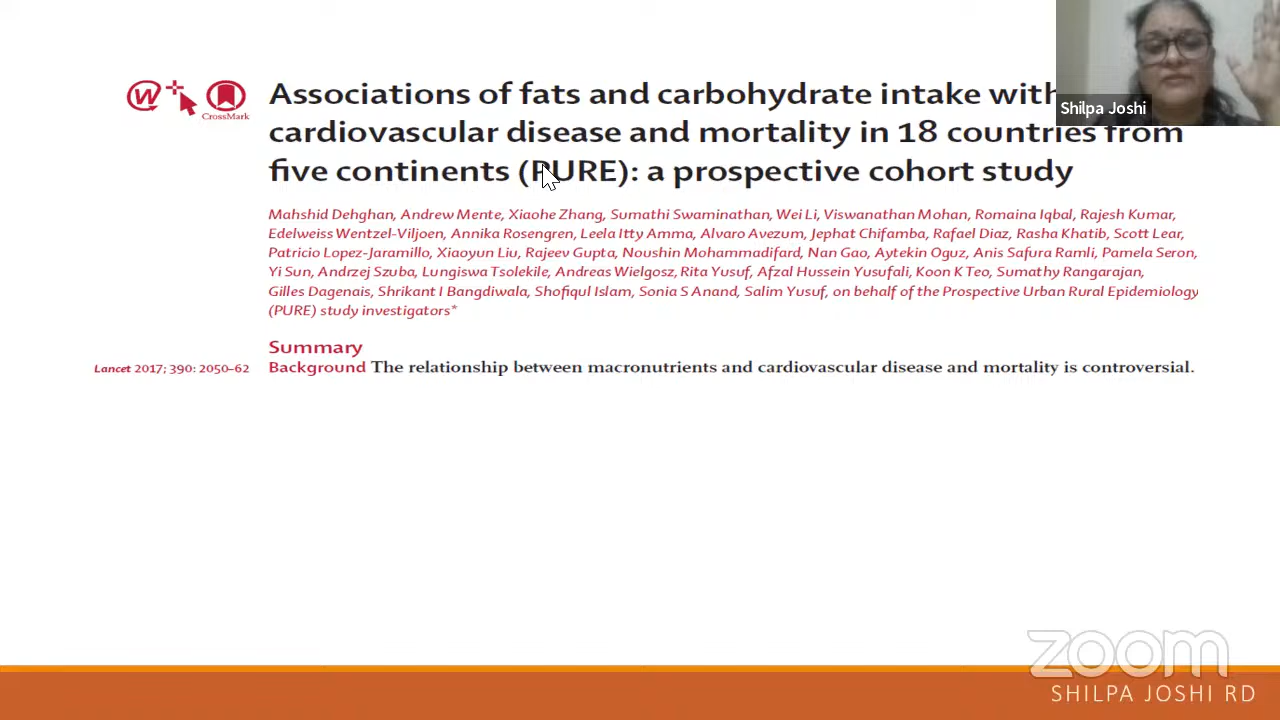 Associations of fats and carbohydrate intake with
cardiovascular disease and mortality in 18 countries from
five continents (PURE): a prospective cohort study
Shilpa Joshi
W
CrossMark
Mahshid Dehghan, Andrew Mente, Xiaohe Zhang, Sumathi Swaminathan, Wei Li, Viswanathan Mohan, Romaina Iqbal, Rajesh Kumar,
Edelweiss Wentzel-Viljoen, Annika Rosengren, Leela Itty Amma, Alvaro Avezum, Jephat Chifamba, Rafael Diaz, Rasha Khatib, Scott Lear,
Patricio Lopez-Jaramillo, Xiaoyun Liu, Rajeev Gupta, Noushin Mohammadifard, Nan Gao, Aytekin Oguz, Anis Safura Ramli, Pamela Seron,
Yi Sun, Andrzej Szuba, Lungiswa Tsolekile, Andreas Wielgosz, Rita Yusuf, Afzal Hussein Yusufali, Koon K Teo, Sumathy Rangarajan,
Gilles Dagenais, Shrikant I Bangdiwala, Shofiqul Islam, Sonia S Anand, Salim Yusuf, on behalf of the Prospective Urban Rural Epidemiology
(PURE) study investigators*
Summary
Lancet 2017; 390: 2050–62
Background The relationship between macronutrients and cardiovascular disease and mortality is controversial.
zoom
SHILPA JOSHI RD